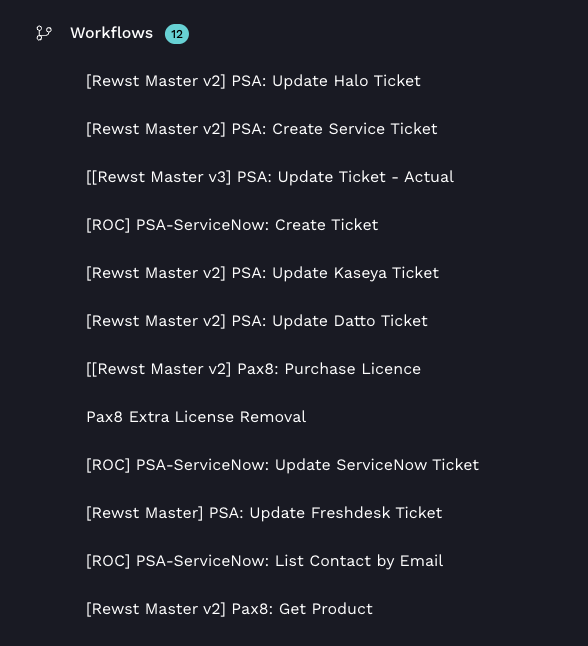 Workflows 12
[Rewst Master v2] PSA: Update Halo Ticket
[Rewst Master v2] PSA: Create Service Ticket
[[Rewst Master v3] PSA: Update Ticket - Actual
[ROC] PSA-ServiceNow: Create Ticket
[Rewst Master v2] PSA: Update Kaseya Ticket
[Rewst Master v2] PSA: Update Datto Ticket
[[Rewst Master v2] Pax8: Purchase Licence
Pax8 Extra License Removal
[ROC] PSA-ServiceNow: Update ServiceNow Ticket
[Rewst Master] PSA: Update Freshdesk Ticket
[ROC] PSA-ServiceNow: List Contact by Email
[Rewst Master v2] Pax8: Get Product